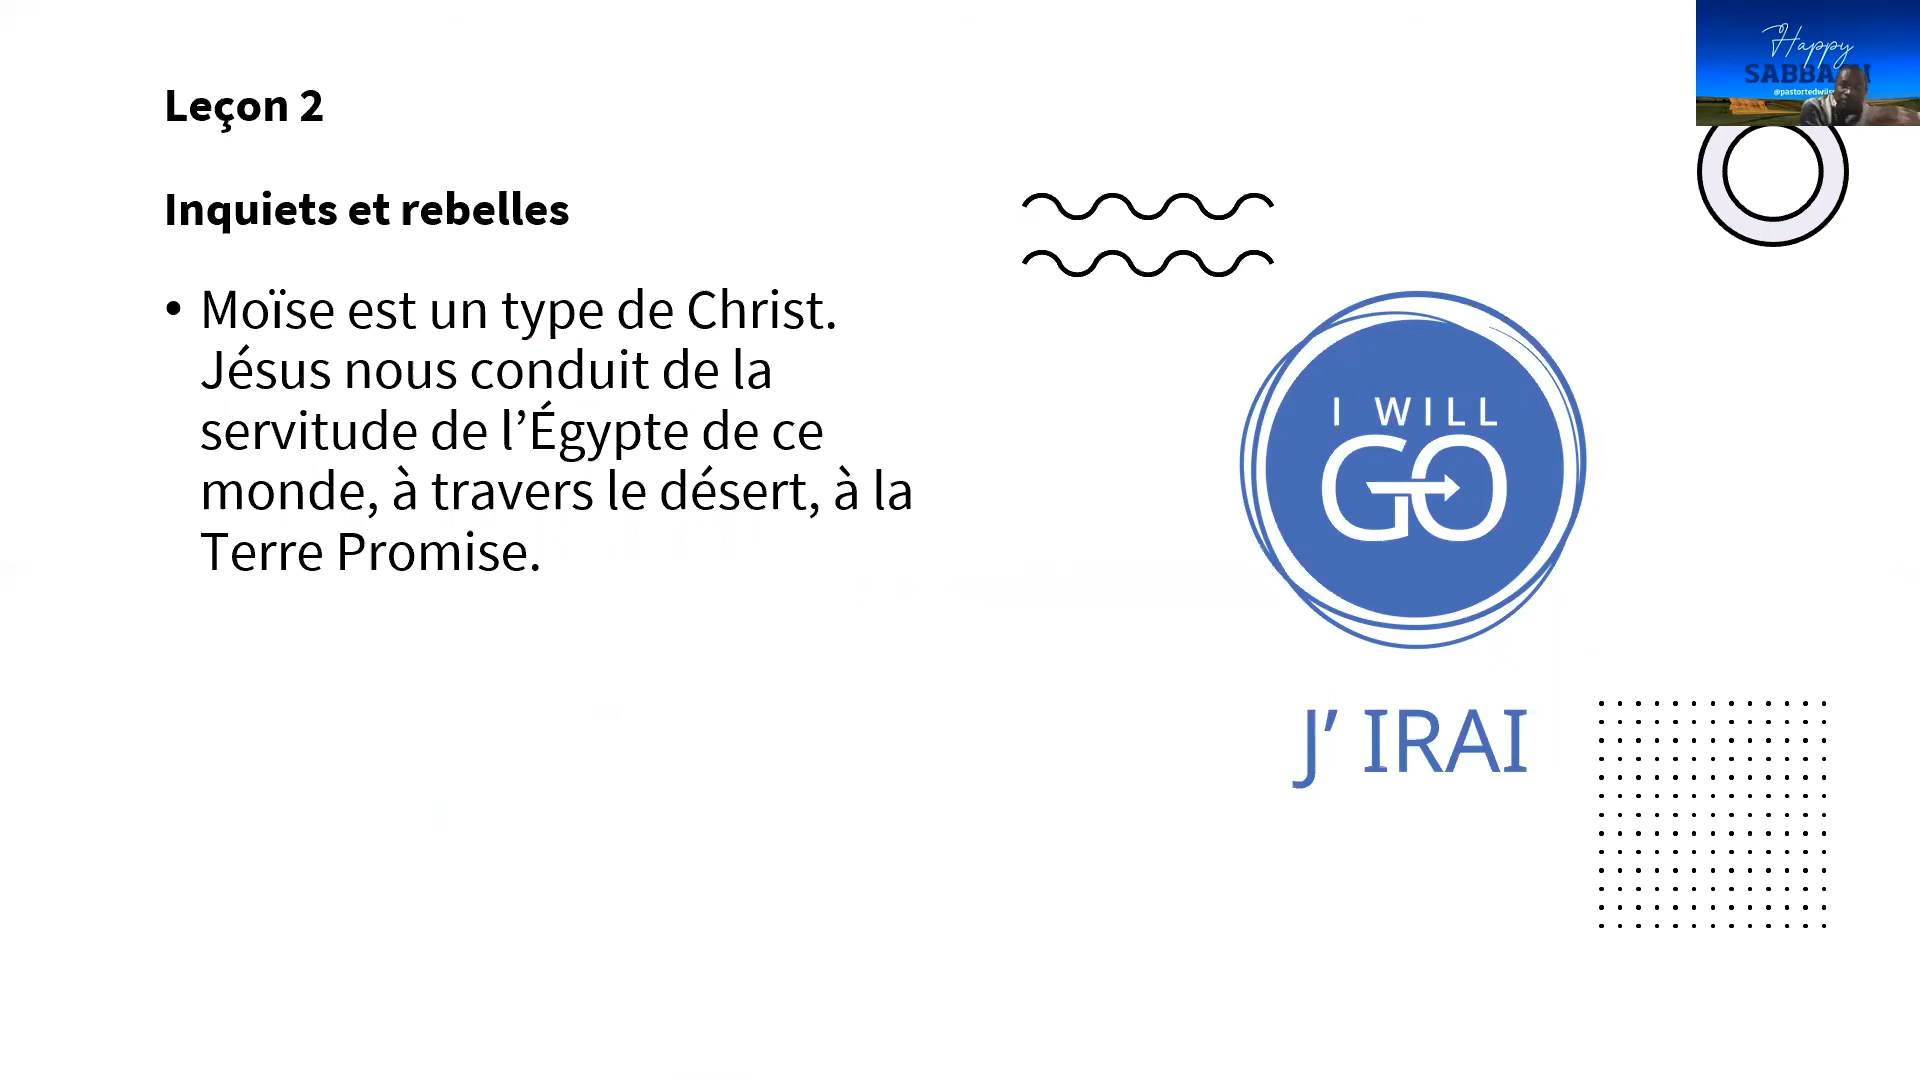 Leçon 2
Inquiets et rebelles
• Moïse est un type de Christ.
Jésus nous conduit de la
servitude de l’Égypte de ce
monde, à travers le désert, à la
Terre Promise.
I WILL
GO
J’ IRAI
Happy